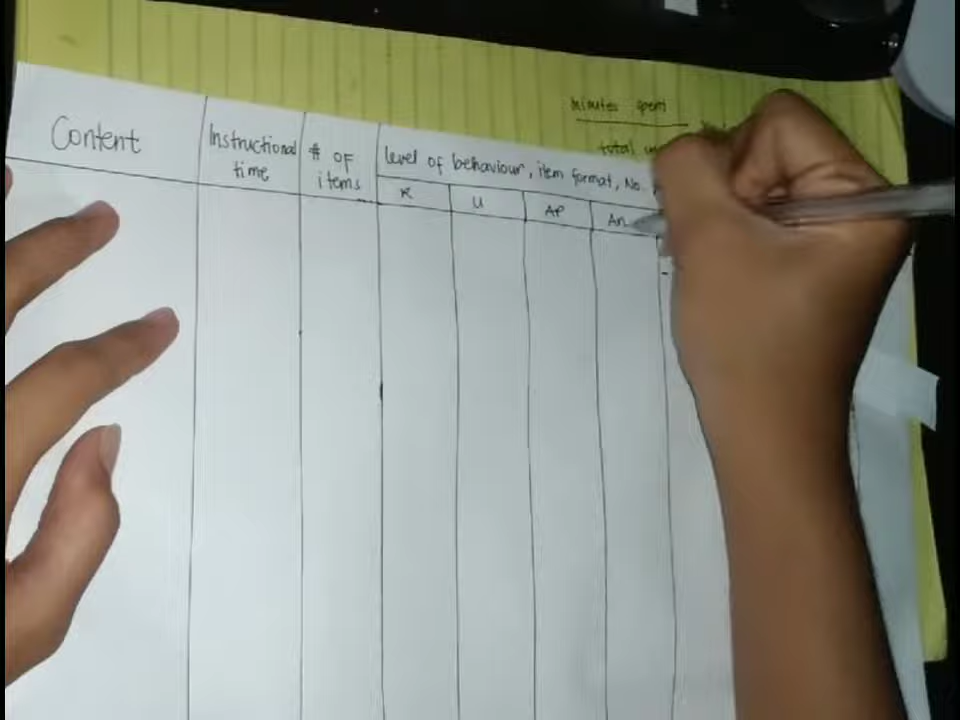 minutes spent
total
Content
Instructional
time
# of
items
level of behaviour, item format, No.
K
U
AP
An